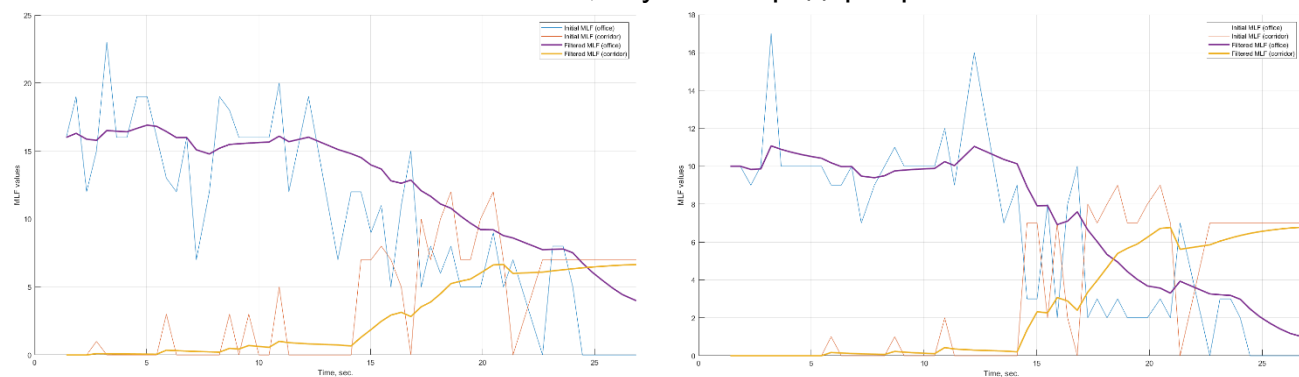 25
20
15
10
5
0
MLF values
0
5
10
15
20
25
Time, sec.
Initial MLF (office)
Initial MLF (corridor)
Filtered MLF (office)
Filtered MLF (corridor)
18
16
14
12
10
8
6
4
2
0
MLF values
0
5
10
15
20
25
Time, sec.
Initial MLF (office)
Initial MLF (corridor)
Filtered MLF (office)
Filtered MLF (corridor)